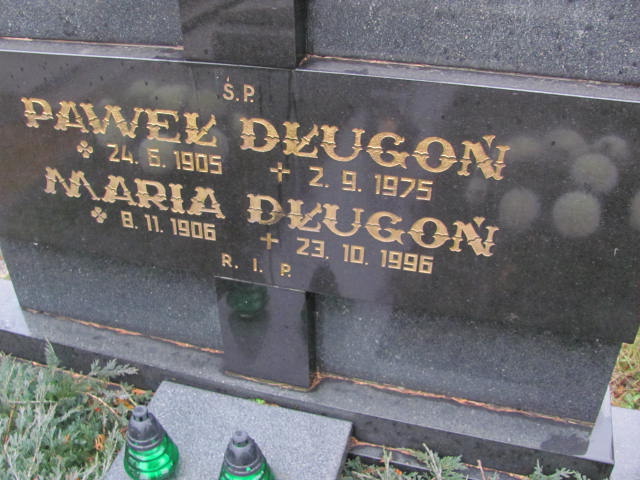 Ś.P.
PAWEŁ DŁUGOŃ
24. 6. 1905 + 2. 9. 1975
MARIA DŁUGOŃ
8. 11. 1906 + 23. 10. 1996
R. I. P.